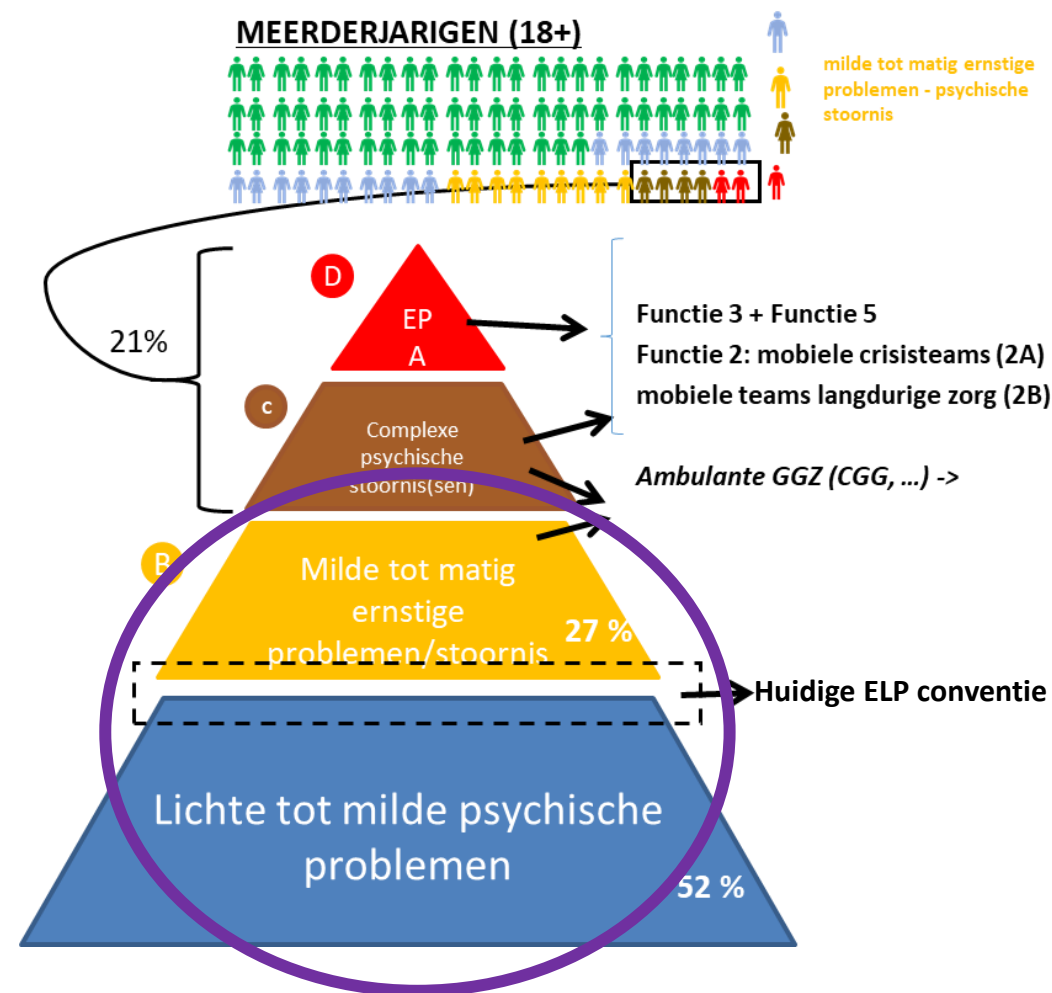 MEERDERJARIGEN (18+)
milde tot matig ernstige
problemen - psychische
stoornis
D
EP
A
21%
Functie 3 + Functie 5
Functie 2: mobiele crisisteams (2A)
mobiele teams langdurige zorg (2B)
c
Complexe
psychische
stoornis(sen)
Ambulante GGZ (CGG, ...) ->
B
Milde tot matig
ernstige
problemen/stoornis
27 %
Huidige ELP conventie
Lichte tot milde psychische
problemen
52 %